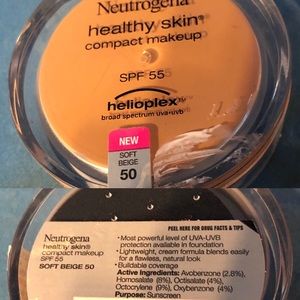 Neutrogena
healthy skin®
compact makeup
SPF 55
helioplex™
broad spectrum uva•uvb
NEW
SOFT
BEIGE
50
PEEL HERE FOR DRUG FACTS & TIPS
Neutrogena
healthy skin®
compact makeup
SPF 55
SOFT BEIGE 50
• Most powerful level of UVA-UVB
protection available in foundation
• Lightweight, cream formula blends easily
for a flawless, natural look
• Buildable coverage
Active Ingredients: Avobenzone (2.8%),
Homosalate (8%), Octisalate (4%),
Octocrylene (9%), Oxybenzone (4%)
Purpose: Sunscreen